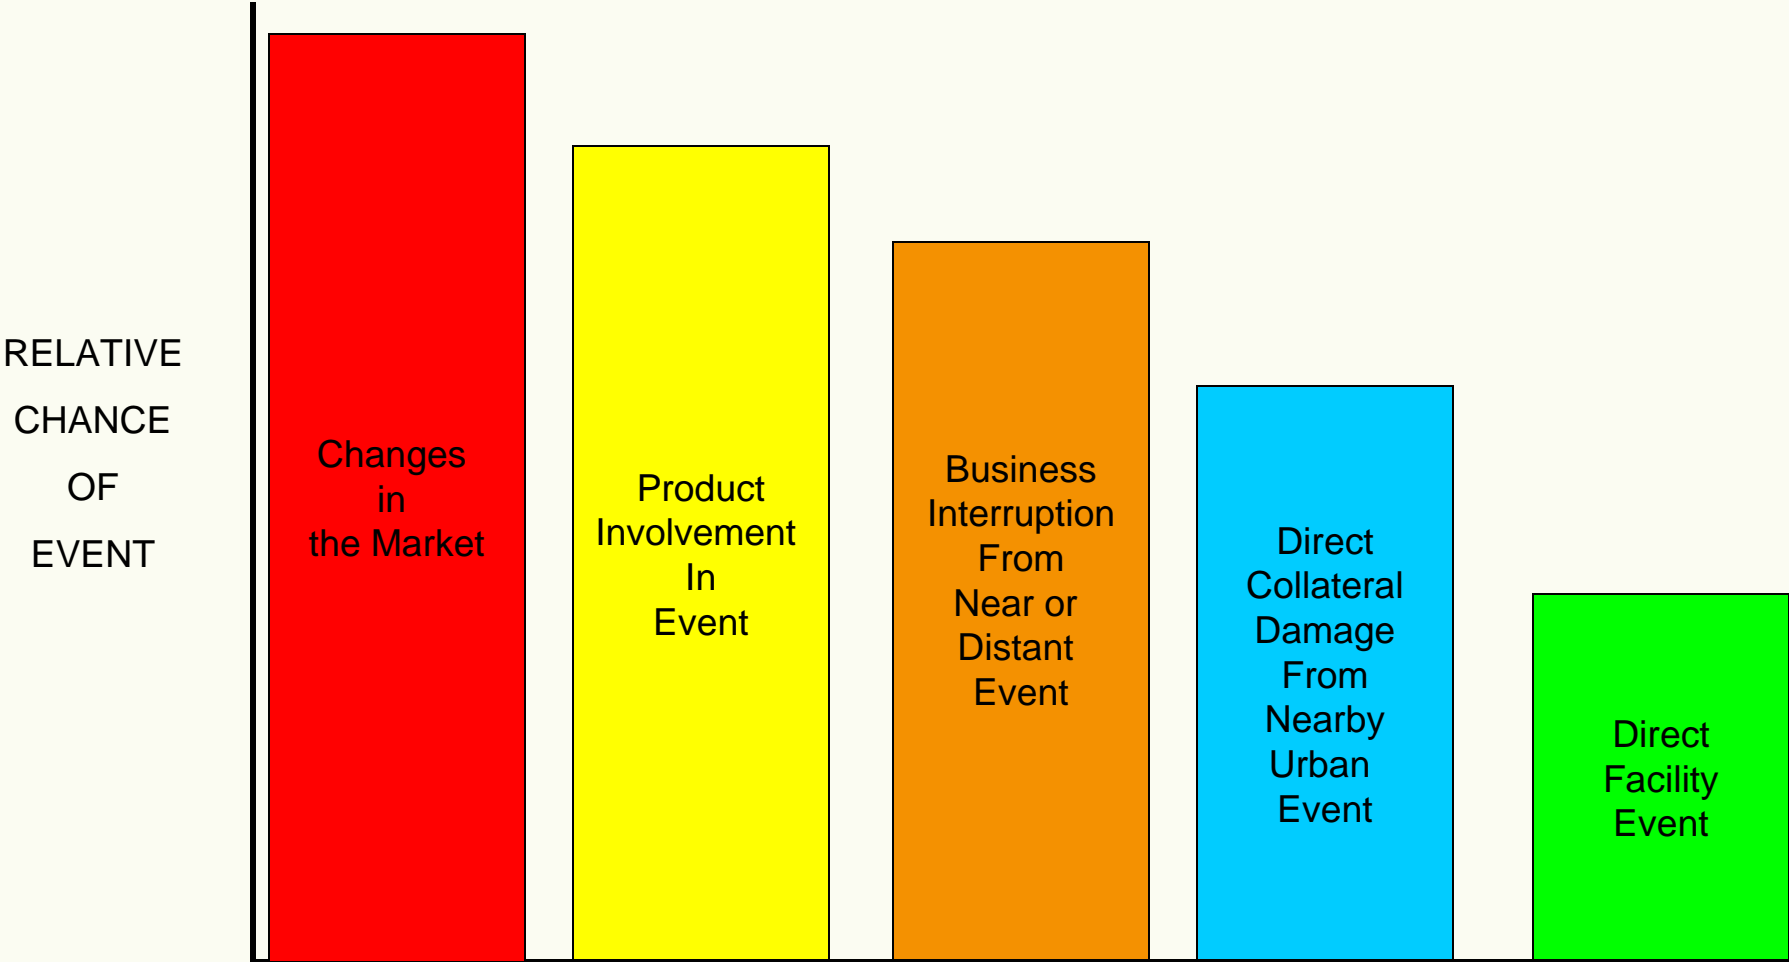 RELATIVE
CHANCE
OF
EVENT
Changes
in
the Market
Product
Involvement
In
Event
Business
Interruption
From
Near or
Distant
Event
Direct
Collateral
Damage
From
Nearby
Urban
Event
Direct
Facility
Event